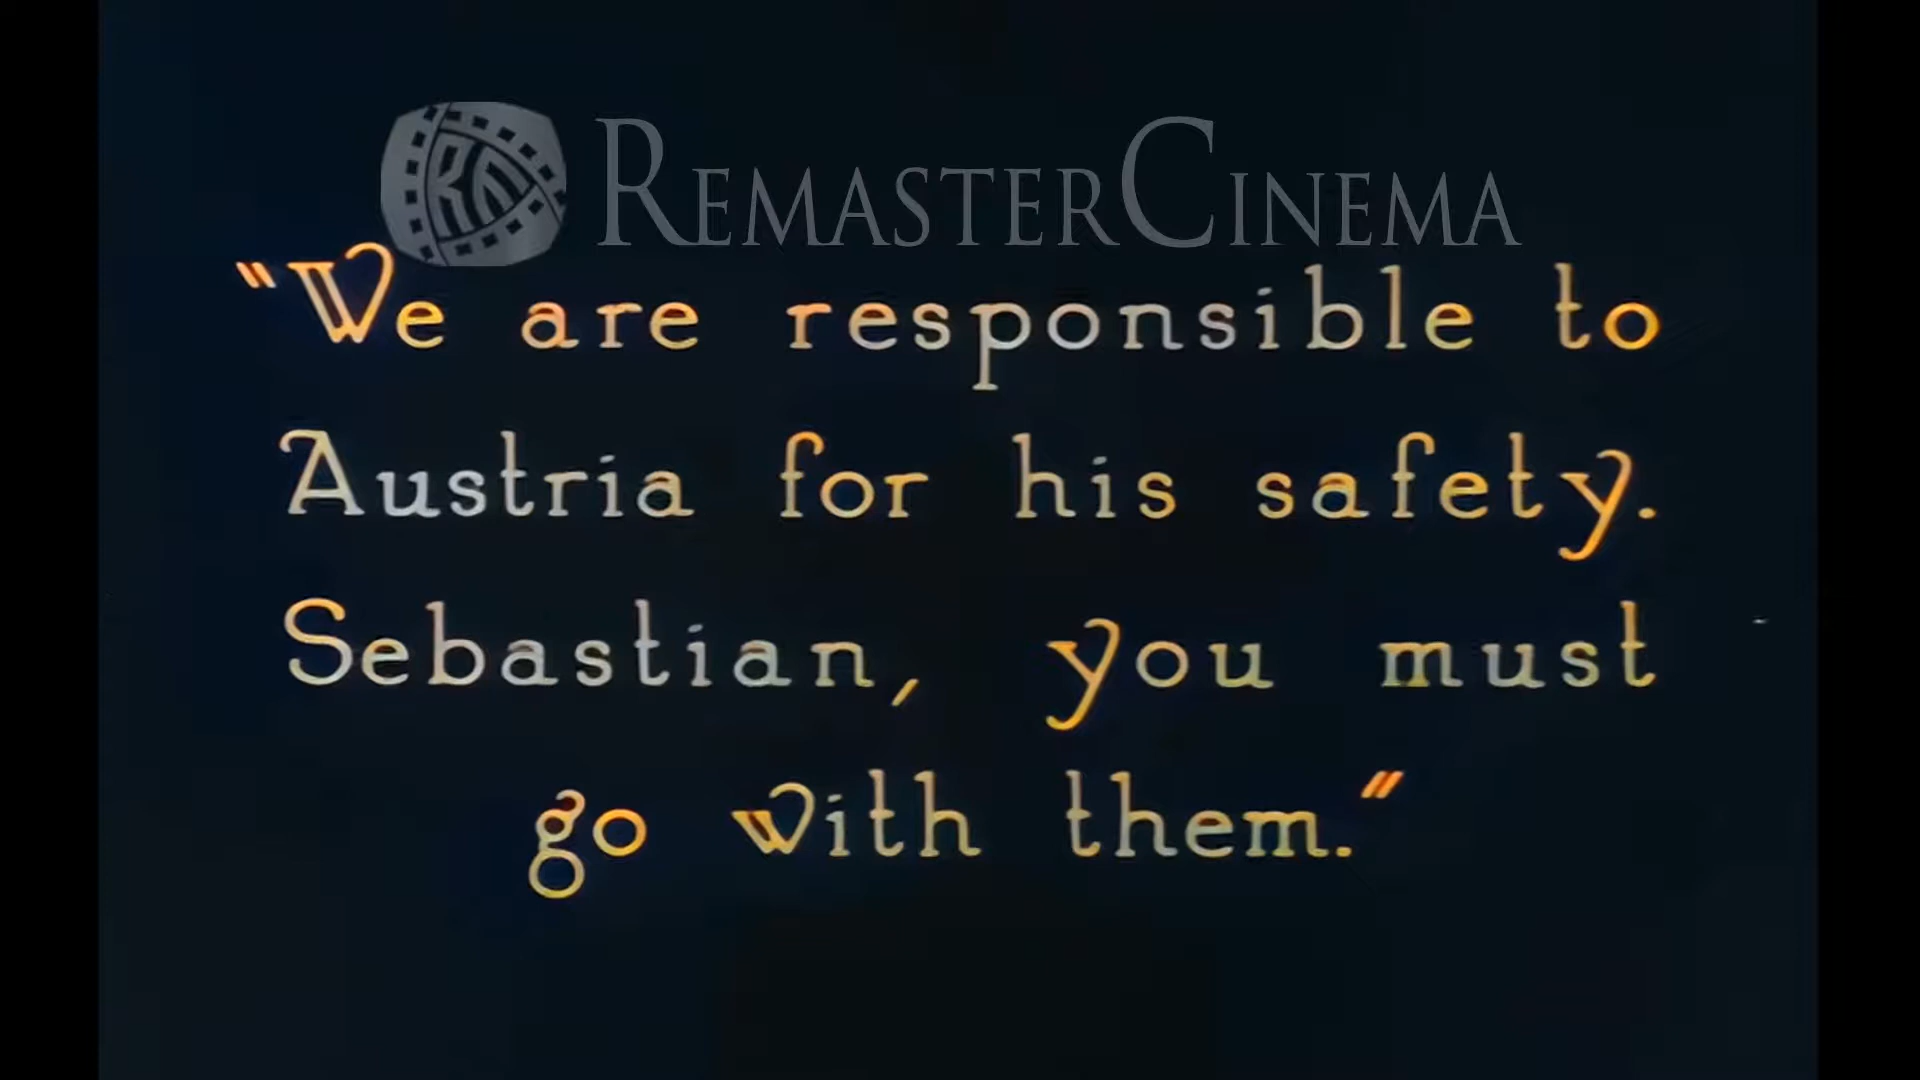 REMASTERCINEMA
"We are responsible to
Austria for his safety.
Sebastian, you must
go with them."